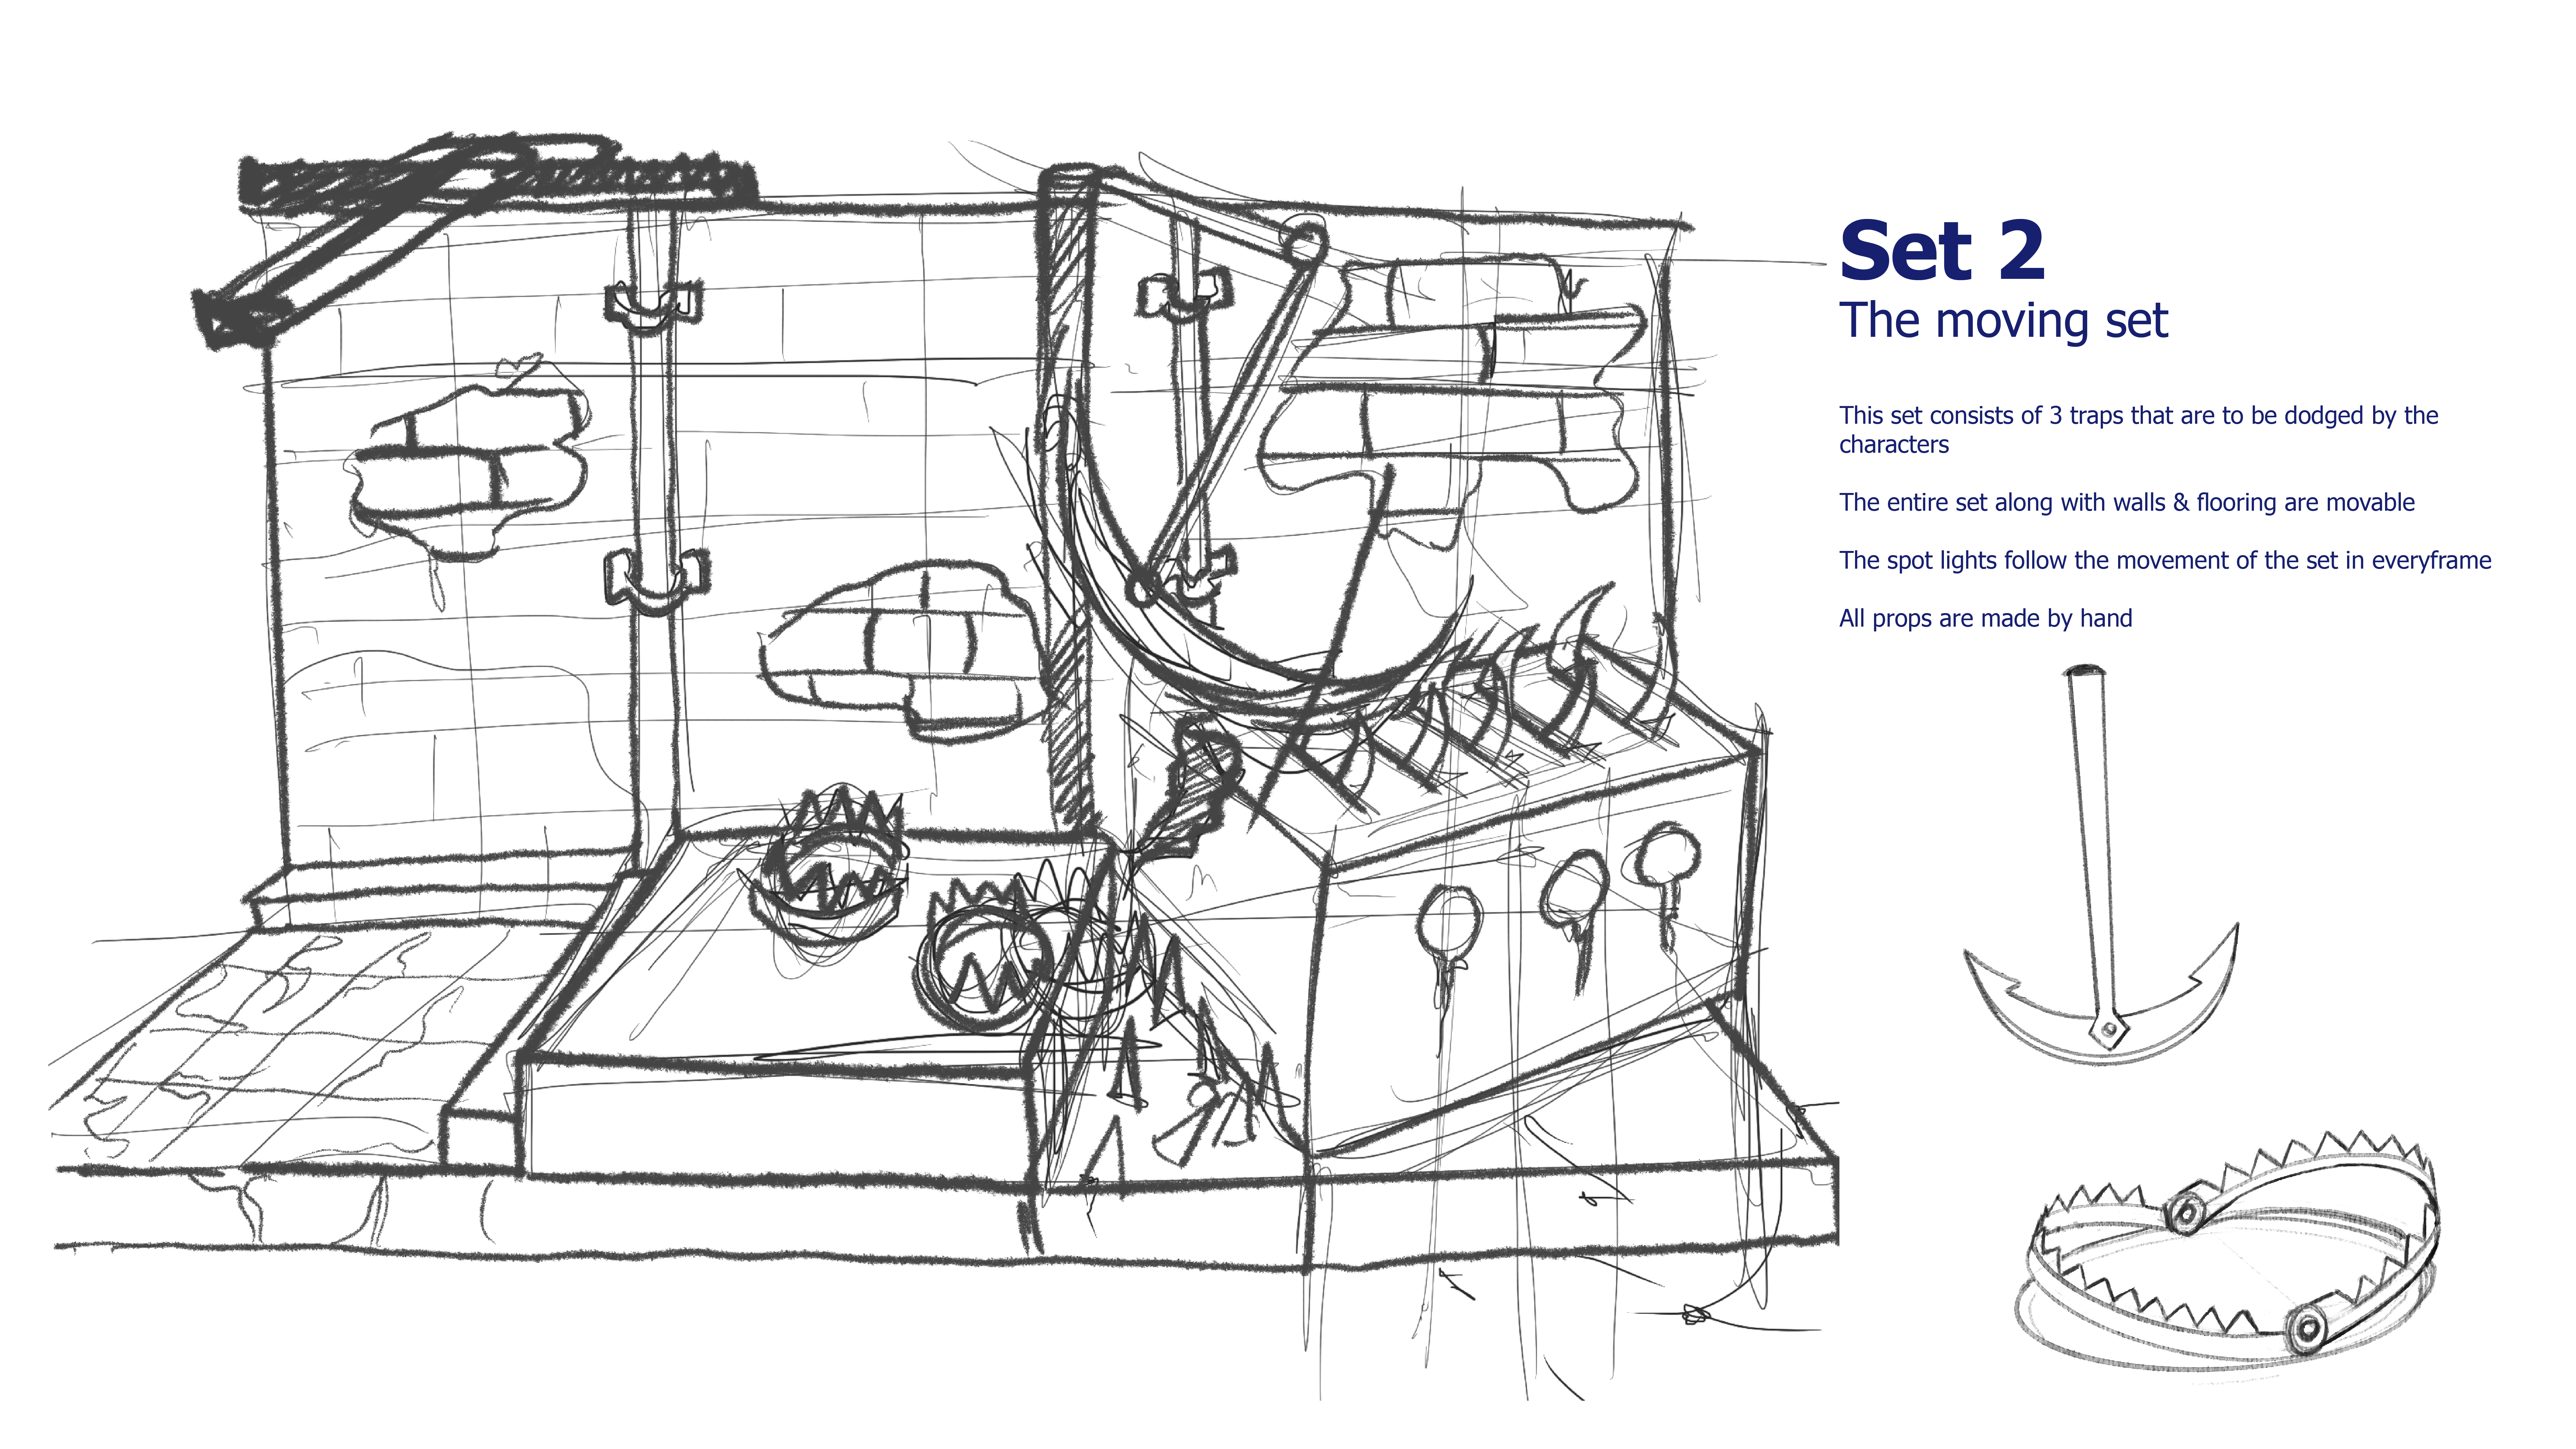 Set 2
The moving set
This set consists of 3 traps that are to be dodged by the
characters
The entire set along with walls & flooring are movable
The spot lights follow the movement of the set in everyframe
All props are made by hand